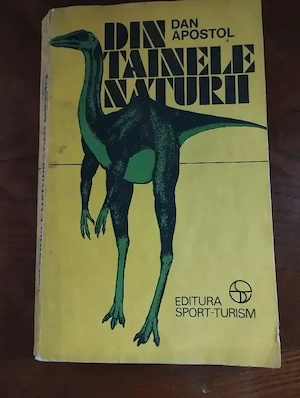 DIN
DAN
APOSTOL
TAINELE
NATURII
EDITURA
SPORT-TURISM